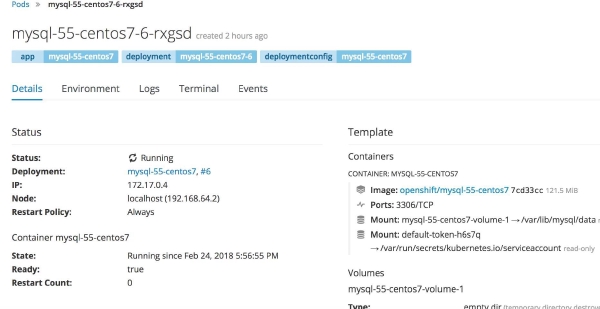 Pods » mysql-55-centos7-6-rxgsd
mysql-55-centos7-6-rxgsd created 2 hours ago
app mysql-55-centos7 deployment mysql-55-centos7-6 deploymentconfig mysql-55-centos7
Details Environment Logs Terminal Events
Status
Status: Running
Deployment: mysql-55-centos7, #6
IP: 172.17.0.4
Node: localhost (192.168.64.2)
Restart Policy: Always
Container mysql-55-centos7
State: Running since Feb 24, 2018 5:56:55 PM
Ready: true
Restart Count: 0
Template
Containers
CONTAINER: MYSQL-55-CENTOS7
Image: openshift/mysql-55-centos7 7cd33cc 121.5 MiB
Ports: 3306/TCP
Mount: mysql-55-centos7-volume-1 → /var/lib/mysql/data
Mount: default-token-h6s7q
→ /var/run/secrets/kubernetes.io/serviceaccount read-only
Volumes
mysql-55-centos7-volume-1
Type: empty dir (temporary directory destroye